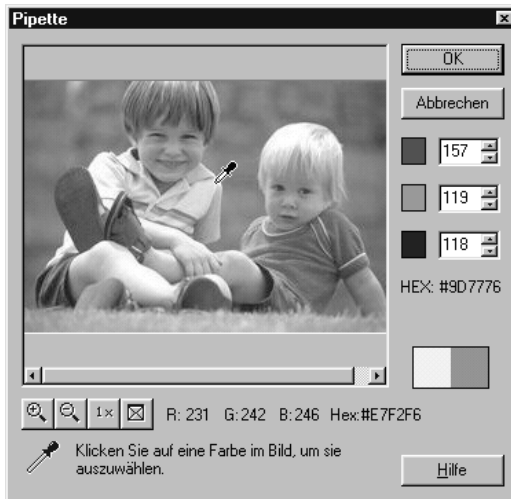 Pipette
OK
Abbrechen
157
119
118
HEX: #9D7776
1×
R: 231 G:242 B:246 Hex:#E7F2F6
Klicken Sie auf eine Farbe im Bild, um sie
auszuwählen.
Hilfe